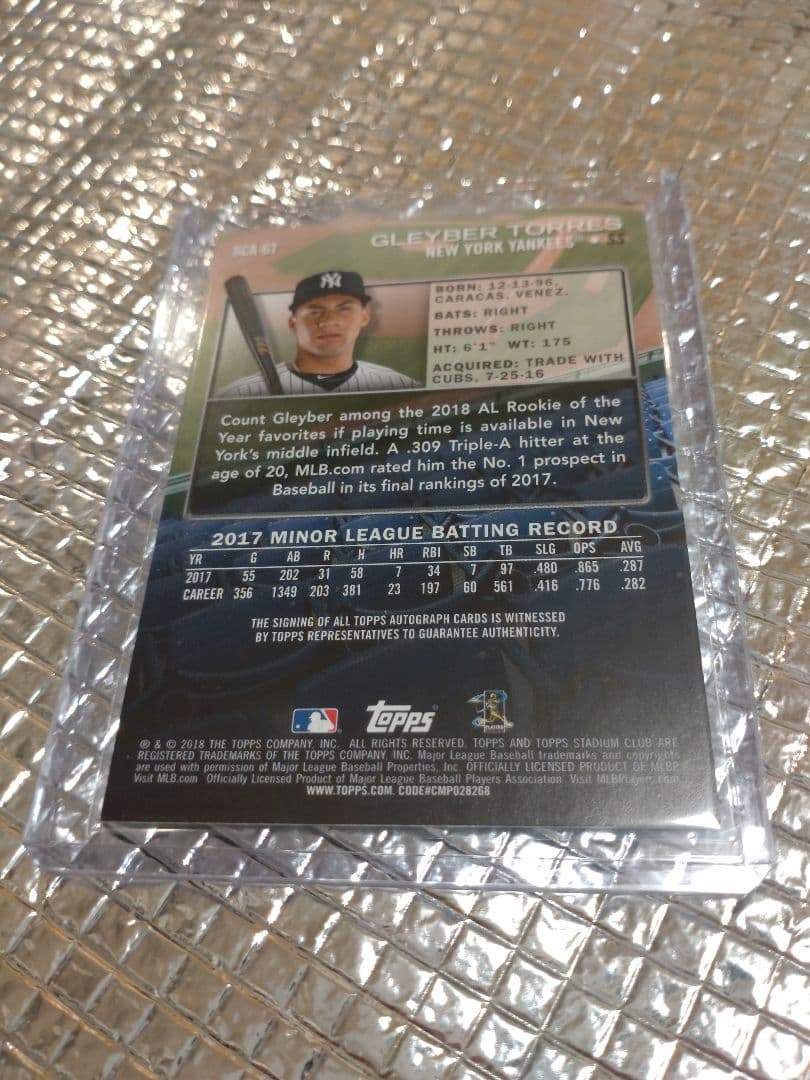 SCA-GT
GLEYBER TORRES
NEW YORK YANKEES™ • SS
BORN: 12-13-96,
CARACAS, VENEZ.
BATS: RIGHT
THROWS: RIGHT
HT: 6'1" WT: 175
ACQUIRED: TRADE WITH
CUBS, 7-25-16
NY
Count Gleyber among the 2018 AL Rookie of the
Year favorites if playing time is available in New
York's middle infield. A .309 Triple-A hitter at the
age of 20, MLB.com rated him the No. 1 prospect in
Baseball in its final rankings of 2017.
2017 MINOR LEAGUE BATTING RECORD
YR G AB R H HR RBI SB TB SLG OPS AVG
2017 55 202 31 58 7 34 7 97 .480 .865 .287
CAREER 356 1349 203 381 23 197 60 561 .416 .776 .282
THE SIGNING OF ALL TOPPS AUTOGRAPH CARDS IS WITNESSED
BY TOPPS REPRESENTATIVES TO GUARANTEE AUTHENTICITY.
Topps
PLAYERS
® & © 2018 THE TOPPS COMPANY, INC. ALL RIGHTS RESERVED. TOPPS AND TOPPS STADIUM CLUB ARE
REGISTERED TRADEMARKS OF THE TOPPS COMPANY, INC. Major League Baseball trademarks and copyrights
are used with permission of Major League Baseball Properties, Inc. OFFICIALLY LICENSED PRODUCT OF MLBP
Visit MLB.com Officially Licensed Product of Major League Baseball Players Association Visit MLBPlayers.com
WWW.TOPPS.COM. CODE#CMP028268